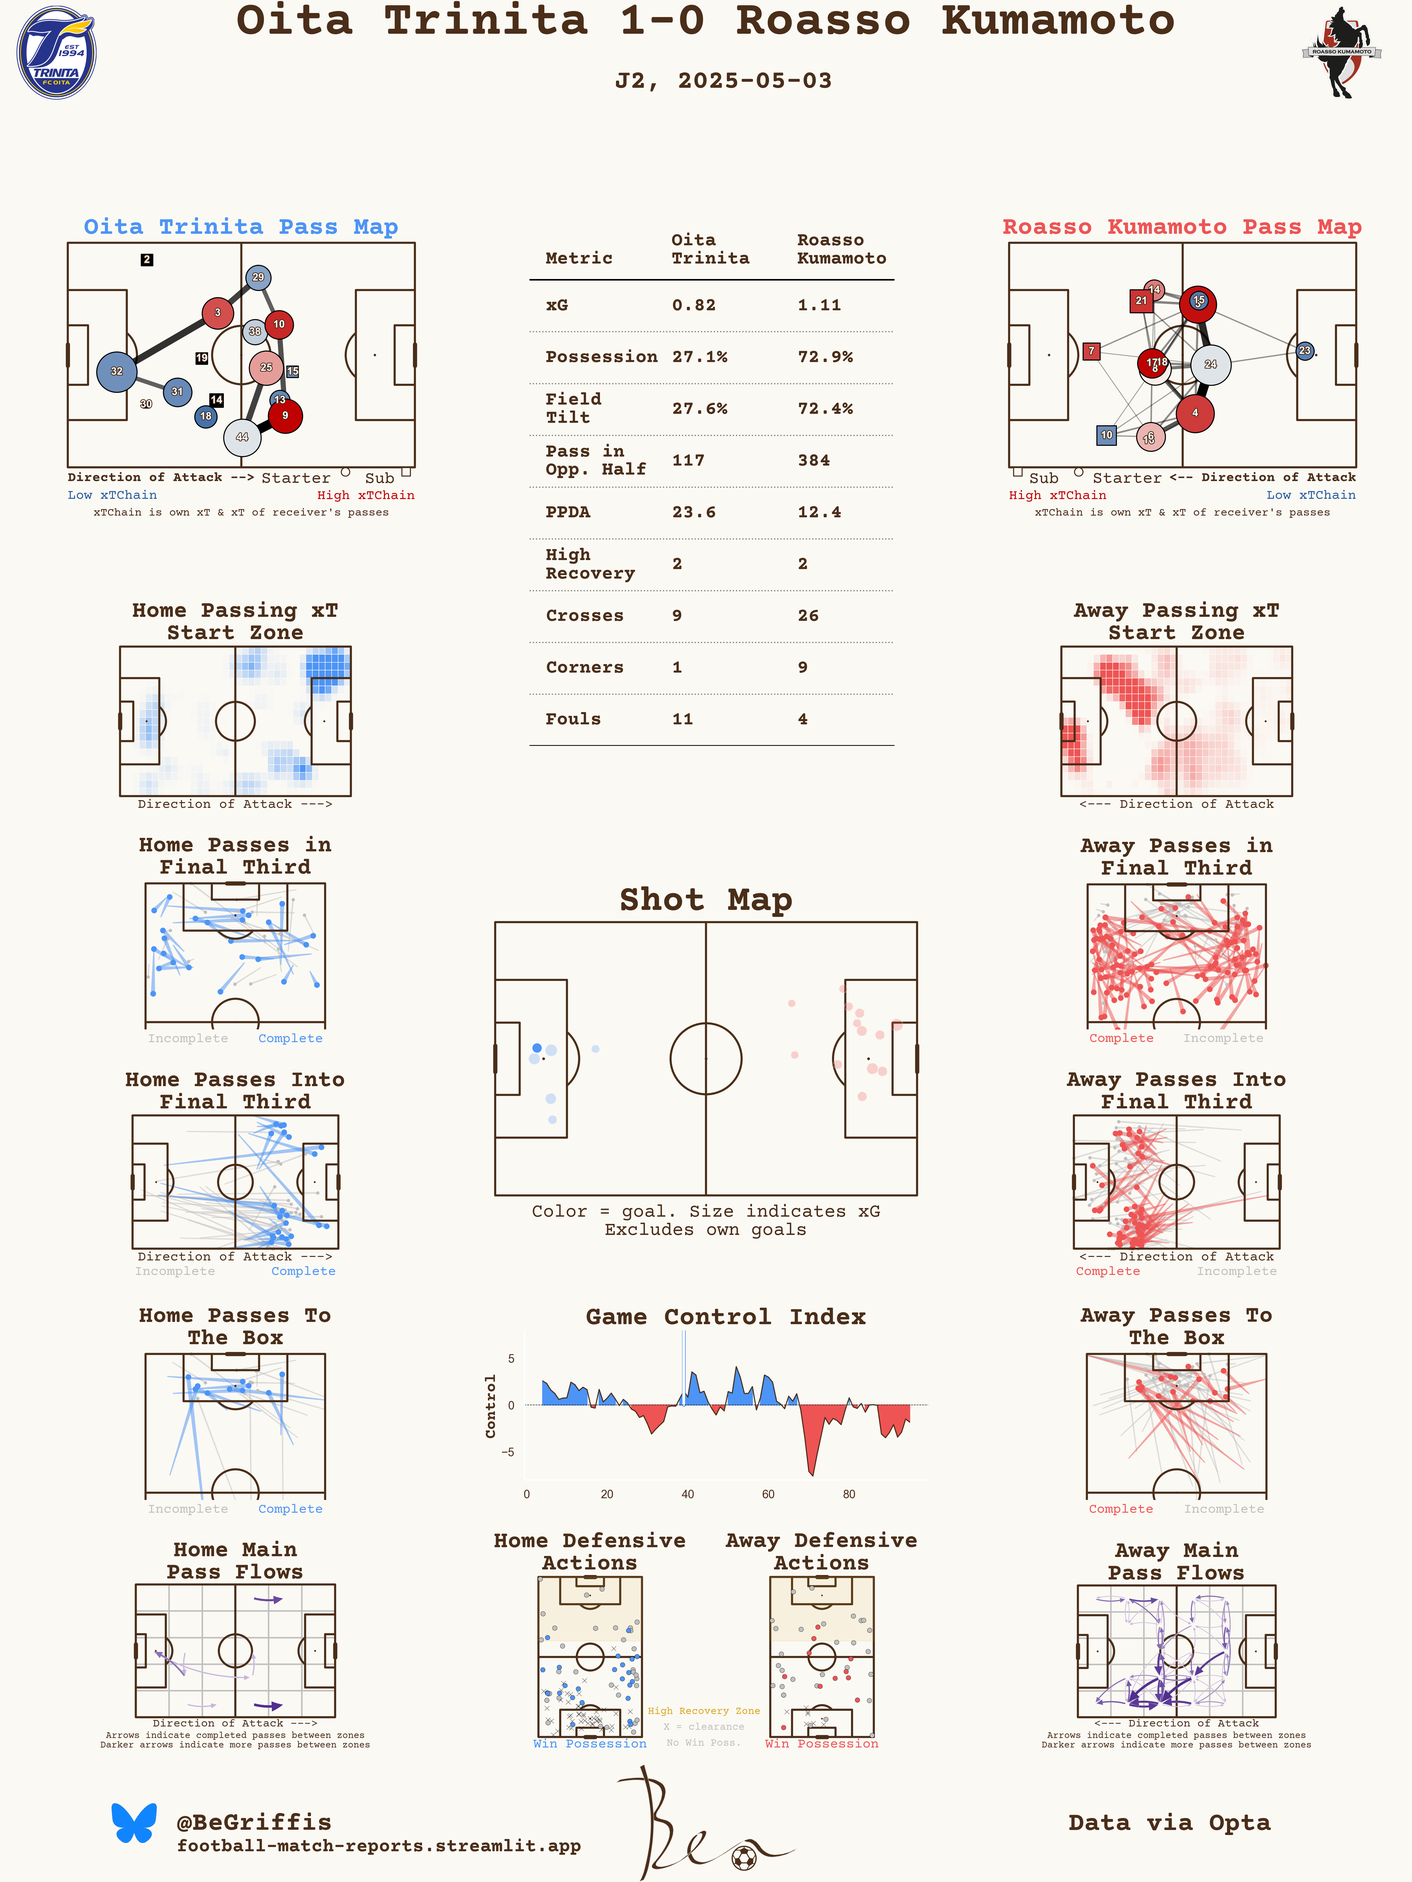 Oita Trinita 1-0 Roasso Kumamoto
J2, 2025-05-03
EST
1994
TRINITA
FC OITA
ROASSO KUMAMOTO
Oita Trinita Pass Map
2
29
3
10
38
19
25
15
32
31
30
14
13
18
9
44
Direction of Attack --> Starter Sub
Low xTChain High xTChain
xTChain is own xT & xT of receiver's passes
Metric Oita Trinita Roasso Kumamoto
xG 0.82 1.11
Possession 27.1% 72.9%
Field Tilt 27.6% 72.4%
Pass in Opp. Half 117 384
PPDA 23.6 12.4
High Recovery 2 2
Crosses 9 26
Corners 1 9
Fouls 11 4
Roasso Kumamoto Pass Map
14
21
15
7
23
17
18
8
24
4
10
6
Sub Starter <-- Direction of Attack
High xTChain Low xTChain
xTChain is own xT & xT of receiver's passes
Home Passing xT
Start Zone
Direction of Attack --->
Away Passing xT
Start Zone
<--- Direction of Attack
Home Passes in
Final Third
Incomplete Complete
Away Passes in
Final Third
Complete Incomplete
Shot Map
Color = goal. Size indicates xG
Excludes own goals
Home Passes Into
Final Third
Direction of Attack --->
Incomplete Complete
Away Passes Into
Final Third
<--- Direction of Attack
Complete Incomplete
Home Passes To
The Box
Incomplete Complete
Game Control Index
Control
5
0
−5
0 20 40 60 80
Away Passes To
The Box
Complete Incomplete
Home Main
Pass Flows
Direction of Attack --->
Arrows indicate completed passes between zones
Darker arrows indicate more passes between zones
Home Defensive
Actions
Win Possession
Away Defensive
Actions
Win Possession
High Recovery Zone
X = clearance
No Win Poss.
Away Main
Pass Flows
<--- Direction of Attack
Arrows indicate completed passes between zones
Darker arrows indicate more passes between zones
@BeGriffis
football-match-reports.streamlit.app
Ben
Data via Opta